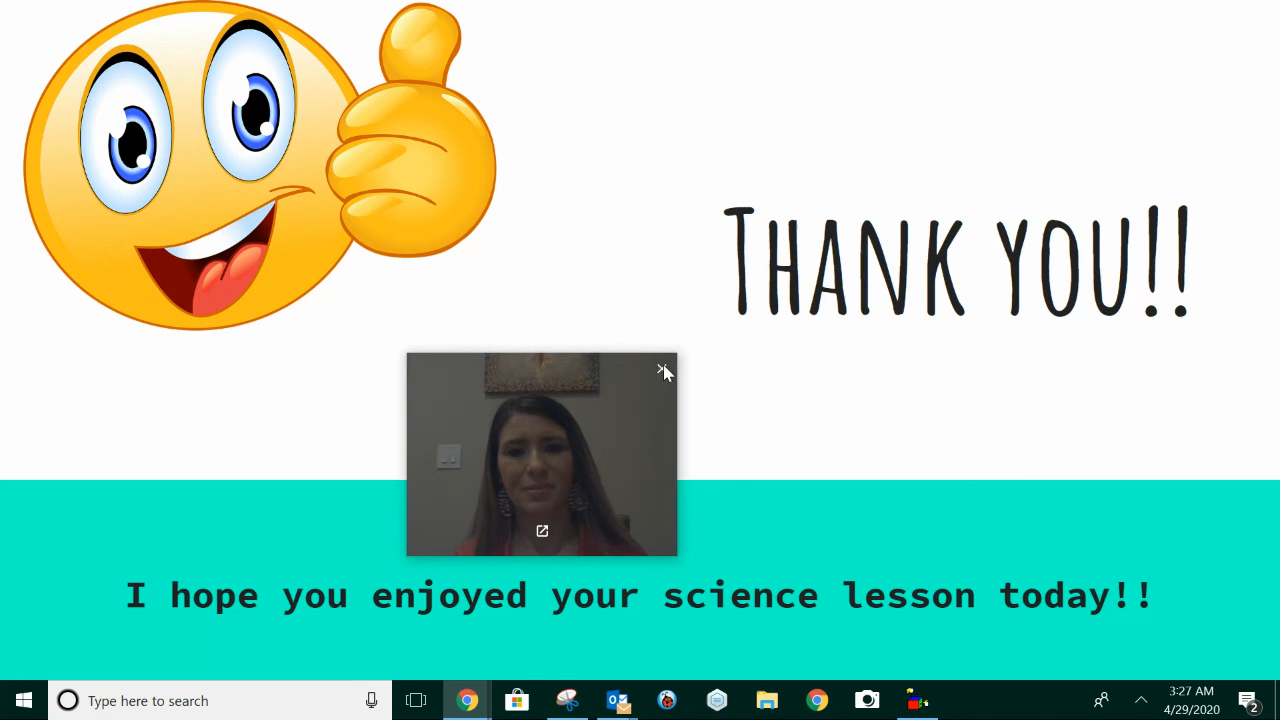 Thank you!!
I hope you enjoyed your science lesson today!!
Type here to search
3:27 AM
4/29/2020
2